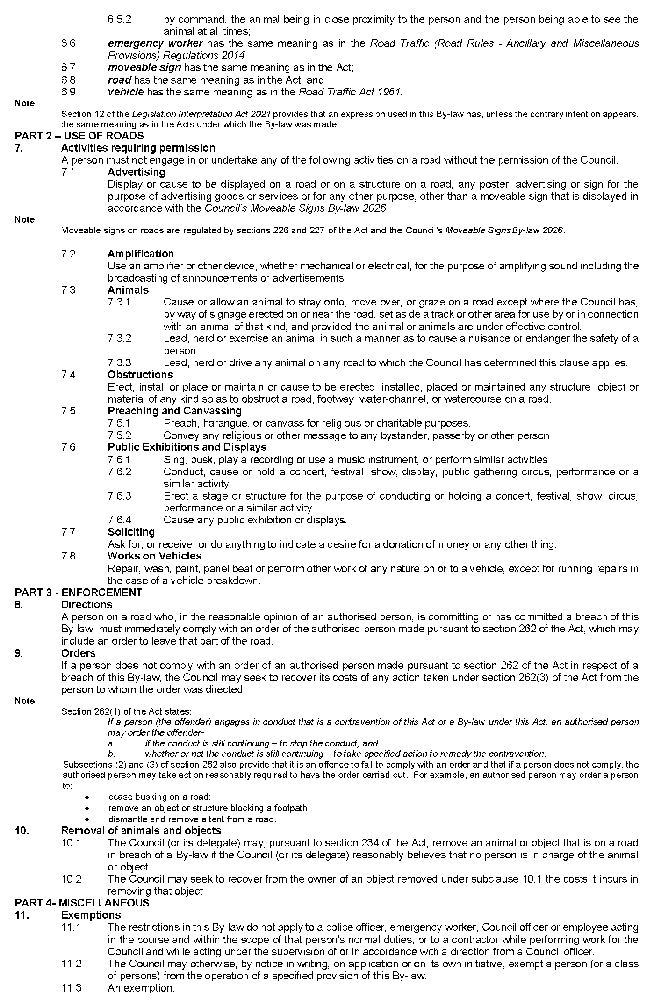 6.5.2 by command, the animal being in close proximity to the person and the person being able to see the
animal at all times;
6.6 emergency worker has the same meaning as in the Road Traffic (Road Rules - Ancillary and Miscellaneous
Provisions) Regulations 2014;
6.7 moveable sign has the same meaning as in the Act;
6.8 road has the same meaning as in the Act; and
6.9 vehicle has the same meaning as in the Road Traffic Act 1961.
Note
Section 12 of the Legislation Interpretation Act 2021 provides that an expression used in this By-law has, unless the contrary intention appears,
the same meaning as in the Acts under which the By-law was made.
PART 2 – USE OF ROADS
7. Activities requiring permission
A person must not engage in or undertake any of the following activities on a road without the permission of the Council.
7.1 Advertising
Display or cause to be displayed on a road or on a structure on a road, any poster, advertising or sign for the
purpose of advertising goods or services or for any other purpose, other than a moveable sign that is displayed in
accordance with the Council's Moveable Signs By-law 2026.
Note
Moveable signs on roads are regulated by sections 226 and 227 of the Act and the Council's Moveable Signs By-law 2026.
7.2 Amplification
Use an amplifier or other device, whether mechanical or electrical, for the purpose of amplifying sound including the
broadcasting of announcements or advertisements.
7.3 Animals
7.3.1 Cause or allow an animal to stray onto, move over, or graze on a road except where the Council has,
by way of signage erected on or near the road, set aside a track or other area for use by or in connection
with an animal of that kind, and provided the animal or animals are under effective control.
7.3.2 Lead, herd or exercise an animal in such a manner as to cause a nuisance or endanger the safety of a
person.
7.3.3 Lead, herd or drive any animal on any road to which the Council has determined this clause applies.
7.4 Obstructions
Erect, install or place or maintain or cause to be erected, installed, placed or maintained any structure, object or
material of any kind so as to obstruct a road, footway, water-channel, or watercourse on a road.
7.5 Preaching and Canvassing
7.5.1 Preach, harangue, or canvass for religious or charitable purposes.
7.5.2 Convey any religious or other message to any bystander, passerby or other person
7.6 Public Exhibitions and Displays
7.6.1 Sing, busk, play a recording or use a music instrument, or perform similar activities.
7.6.2 Conduct, cause or hold a concert, festival, show, display, public gathering circus, performance or a
similar activity.
7.6.3 Erect a stage or structure for the purpose of conducting or holding a concert, festival, show, circus,
performance or a similar activity.
7.6.4 Cause any public exhibition or displays.
7.7 Soliciting
Ask for, or receive, or do anything to indicate a desire for a donation of money or any other thing.
7.8 Works on Vehicles
Repair, wash, paint, panel beat or perform other work of any nature on or to a vehicle, except for running repairs in
the case of a vehicle breakdown.
PART 3 - ENFORCEMENT
8. Directions
A person on a road who, in the reasonable opinion of an authorised person, is committing or has committed a breach of this
By-law, must immediately comply with an order of the authorised person made pursuant to section 262 of the Act, which may
include an order to leave that part of the road.
9. Orders
If a person does not comply with an order of an authorised person made pursuant to section 262 of the Act in respect of a
breach of this By-law, the Council may seek to recover its costs of any action taken under section 262(3) of the Act from the
person to whom the order was directed.
Note
Section 262(1) of the Act states:
If a person (the offender) engages in conduct that is a contravention of this Act or a By-law under this Act, an authorised person
may order the offender-
a. if the conduct is still continuing – to stop the conduct; and
b. whether or not the conduct is still continuing – to take specified action to remedy the contravention.
Subsections (2) and (3) of section 262 also provide that it is an offence to fail to comply with an order and that if a person does not comply, the
authorised person may take action reasonably required to have the order carried out. For example, an authorised person may order a person
to:
• cease busking on a road;
• remove an object or structure blocking a footpath;
• dismantle and remove a tent from a road.
10. Removal of animals and objects
10.1 The Council (or its delegate) may, pursuant to section 234 of the Act, remove an animal or object that is on a road
in breach of a By-law if the Council (or its delegate) reasonably believes that no person is in charge of the animal
or object.
10.2 The Council may seek to recover from the owner of an object removed under subclause 10.1 the costs it incurs in
removing that object.
PART 4- MISCELLANEOUS
11. Exemptions
11.1 The restrictions in this By-law do not apply to a police officer, emergency worker, Council officer or employee acting
in the course and within the scope of that person's normal duties, or to a contractor while performing work for the
Council and while acting under the supervision of or in accordance with a direction from a Council officer.
11.2 The Council may otherwise, by notice in writing, on application or on its own initiative, exempt a person (or a class
of persons) from the operation of a specified provision of this By-law.
11.3 An exemption: